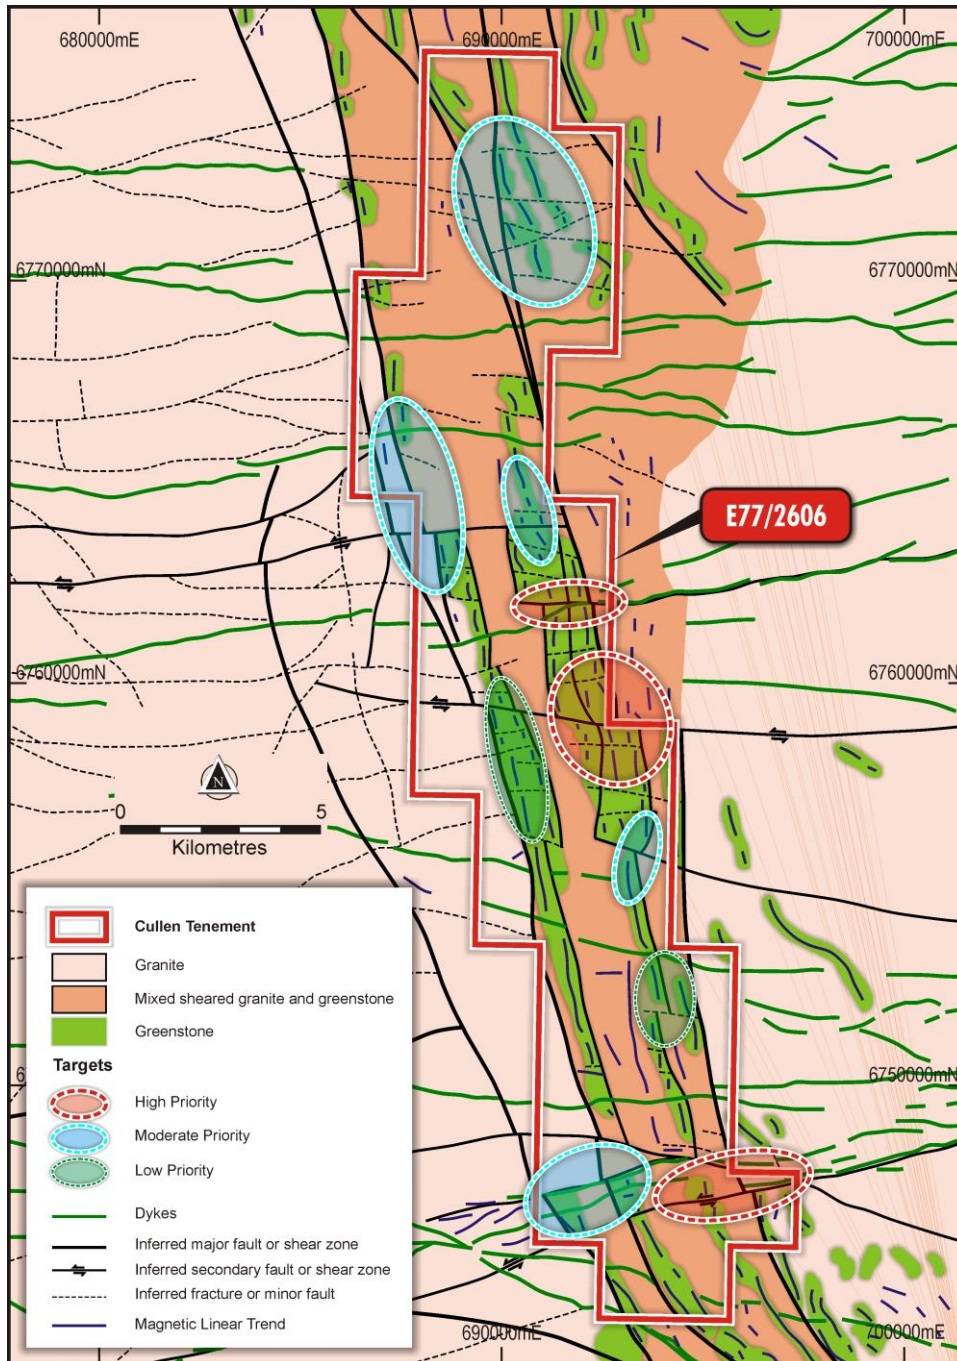 680000mE
690000mE
700000mE
6770000mN
6770000mN
E77/2606
6760000mN
6760000mN
N
0
5
Kilometres
Cullen Tenement
Granite
Mixed sheared granite and greenstone
Greenstone
Targets
6750000mN
High Priority
Moderate Priority
Low Priority
Dykes
Inferred major fault or shear zone
Inferred secondary fault or shear zone
Inferred fracture or minor fault
Magnetic Linear Trend
690000mE
700000mE